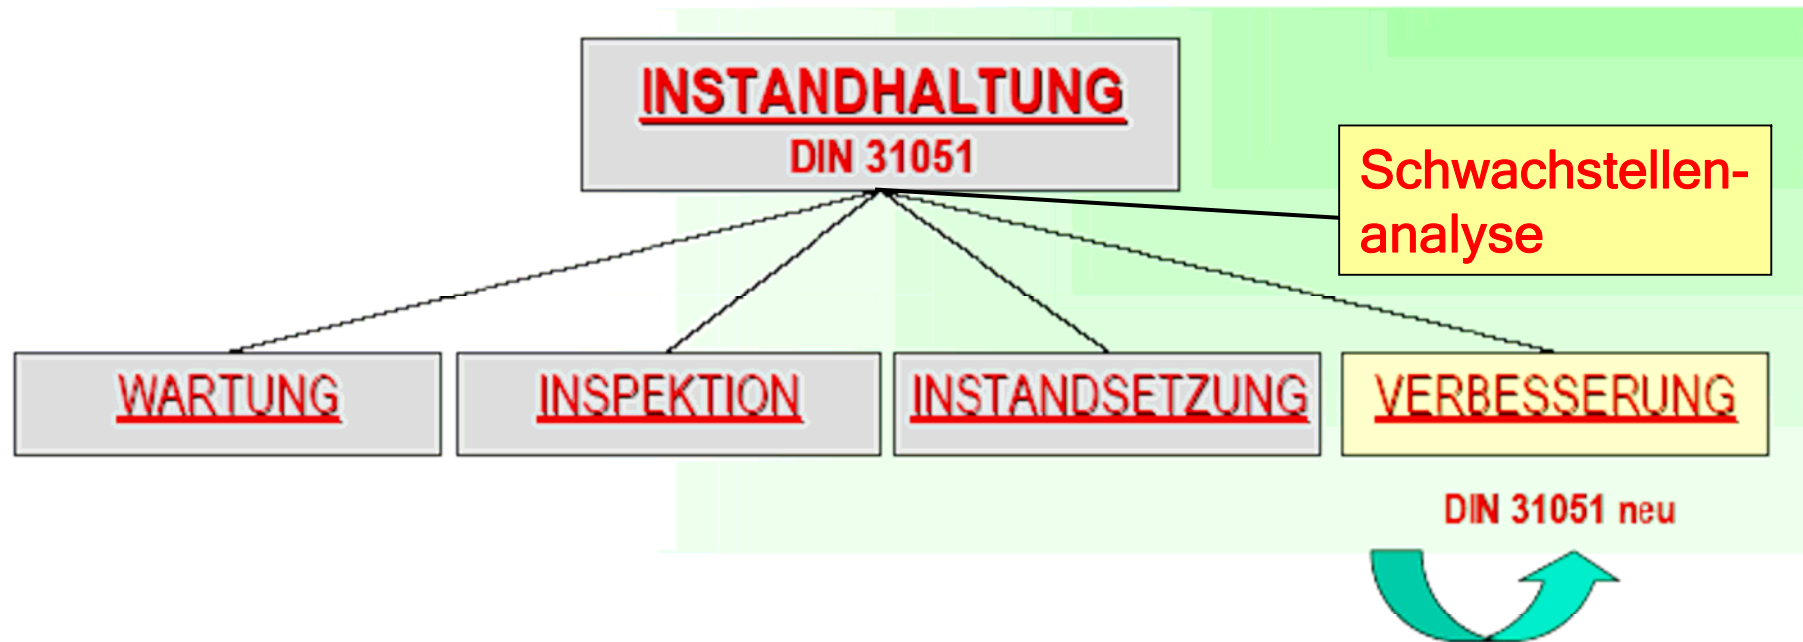 INSTANDHALTUNG
DIN 31051
Schwachstellen-
analyse
WARTUNG
INSPEKTION
INSTANDSETZUNG
VERBESSERUNG
DIN 31051 neu